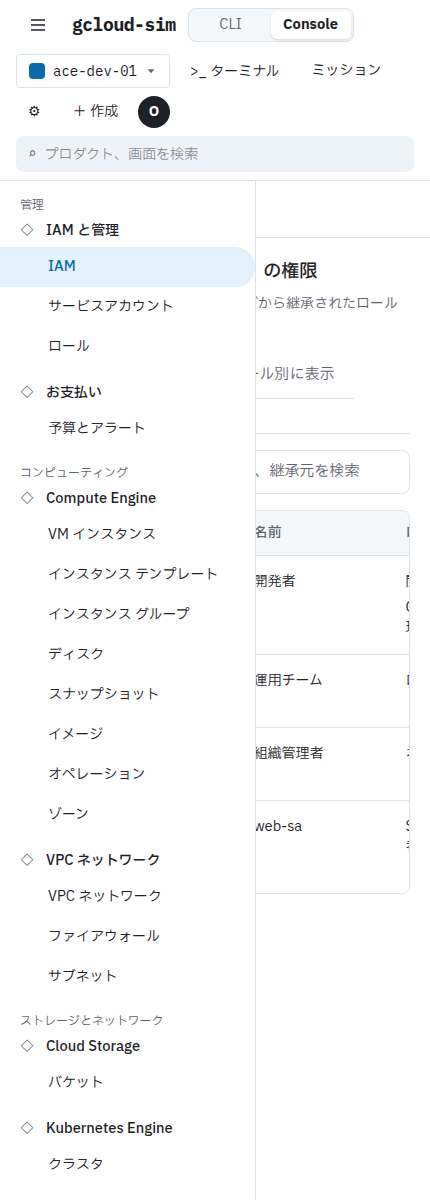 gcloud-sim
CLI
Console
ace-dev-01
>_ ターミナル
ミッション
＋ 作成
O
プロダクト、画面を検索
管理
IAM と管理
IAM
サービスアカウント
ロール
お支払い
予算とアラート
コンピューティング
Compute Engine
VM インスタンス
インスタンス テンプレート
インスタンス グループ
ディスク
スナップショット
イメージ
オペレーション
ゾーン
VPC ネットワーク
VPC ネットワーク
ファイアウォール
サブネット
ストレージとネットワーク
Cloud Storage
バケット
Kubernetes Engine
クラスタ
の権限
から継承されたロール
ール別に表示
、継承元を検索
名前
開発者
運用チーム
組織管理者
web-sa